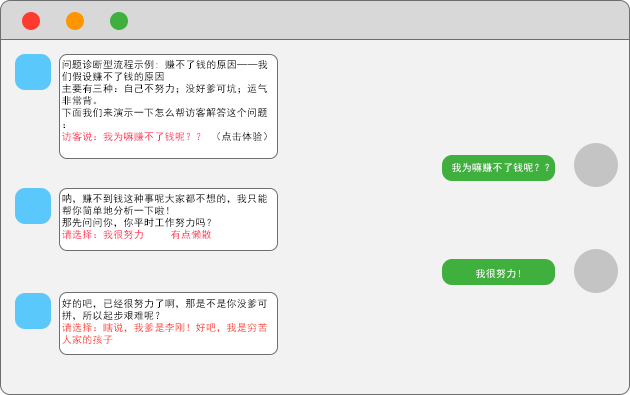 问题诊断型流程示例：赚不了钱的原因——我
们假设赚不了钱的原因
主要有三种：自己不努力；没好爹可坑；运气
非常背。
下面我们来演示一下怎么帮访客解答这个问题
：
访客说：我为嘛赚不了钱呢？？ （点击体验）
我为嘛赚不了钱呢？？
呐，赚不到钱这种事呢大家都不想的，我只能
帮你简单地分析一下啦！
那先问问你，你平时工作努力吗？
请选择：我很努力 有点懒散
我很努力！
好的吧，已经很努力了啊，那是不是你没爹可
拼，所以起步艰难呢？
请选择：瞎说，我爹是李刚！好吧，我是穷苦
人家的孩子